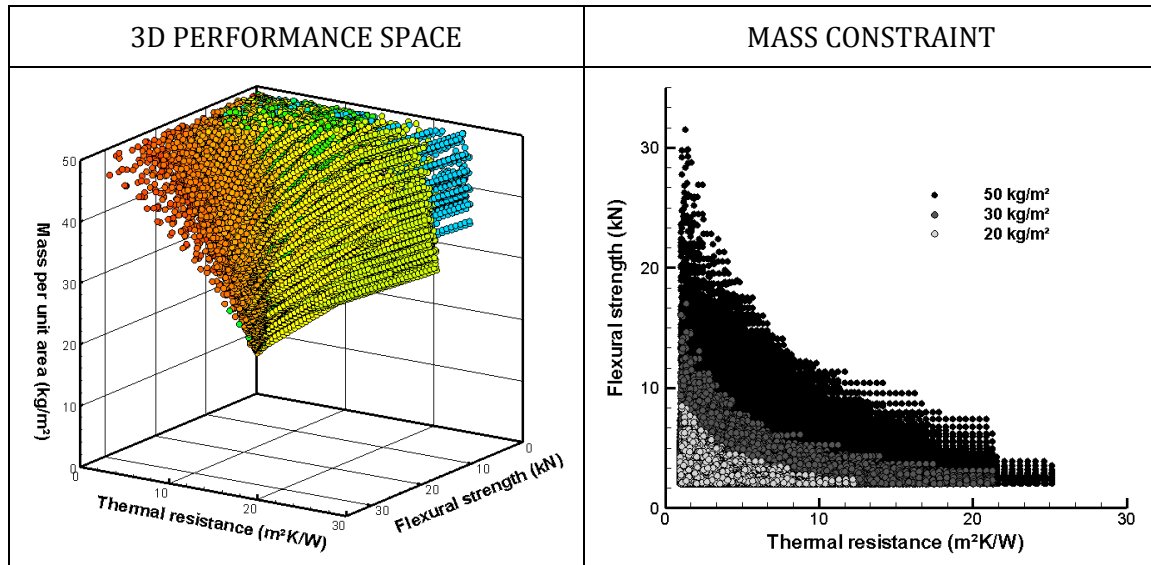 3D PERFORMANCE SPACE
MASS CONSTRAINT
50
40
30
20
10
0
Mass per unit area (kg/m²)
0
10
20
30
Thermal resistance (m²K/W)
30
20
10
0
Flexural strength (kN)
30
20
10
0
Flexural strength (kN)
50 kg/m²
30 kg/m²
20 kg/m²
0
10
20
30
Thermal resistance (m²K/W)